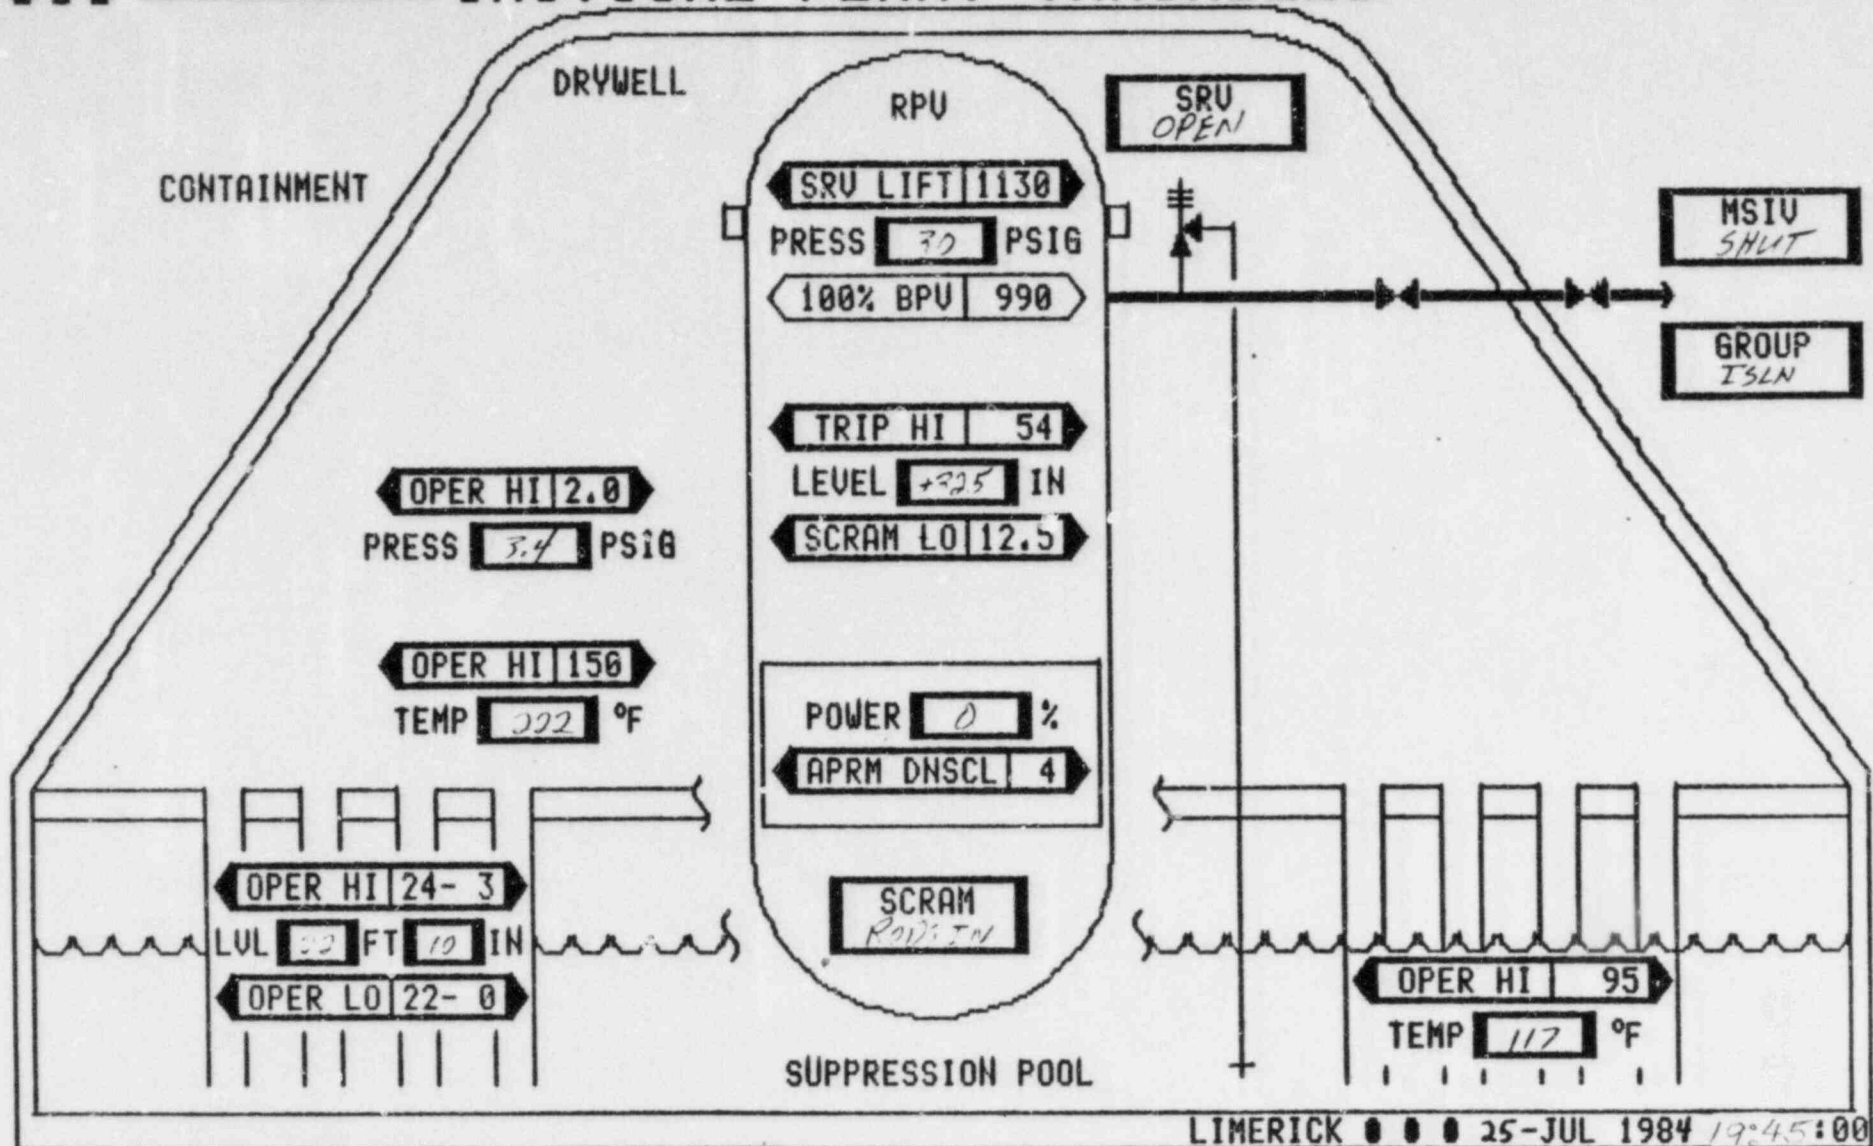 DRYWELL
RPV
SRV
OPEN
CONTAINMENT
SRV LIFT 1130
PRESS 30 PSIG
100% BPV 990
MSIV
SHUT
GROUP
ISLN
TRIP HI 54
LEVEL +325 IN
SCRAM LO 12.5
OPER HI 2.0
PRESS 3.4 PSIG
OPER HI 150
TEMP 222 °F
POWER 0 %
APRM DNSCL 4
SCRAM
RODS IN
OPER HI 24- 3
LVL FT 10 IN
OPER LO 22- 0
OPER HI 95
TEMP 117 °F
SUPPRESSION POOL
LIMERICK 25-JUL 1984 19:45:00